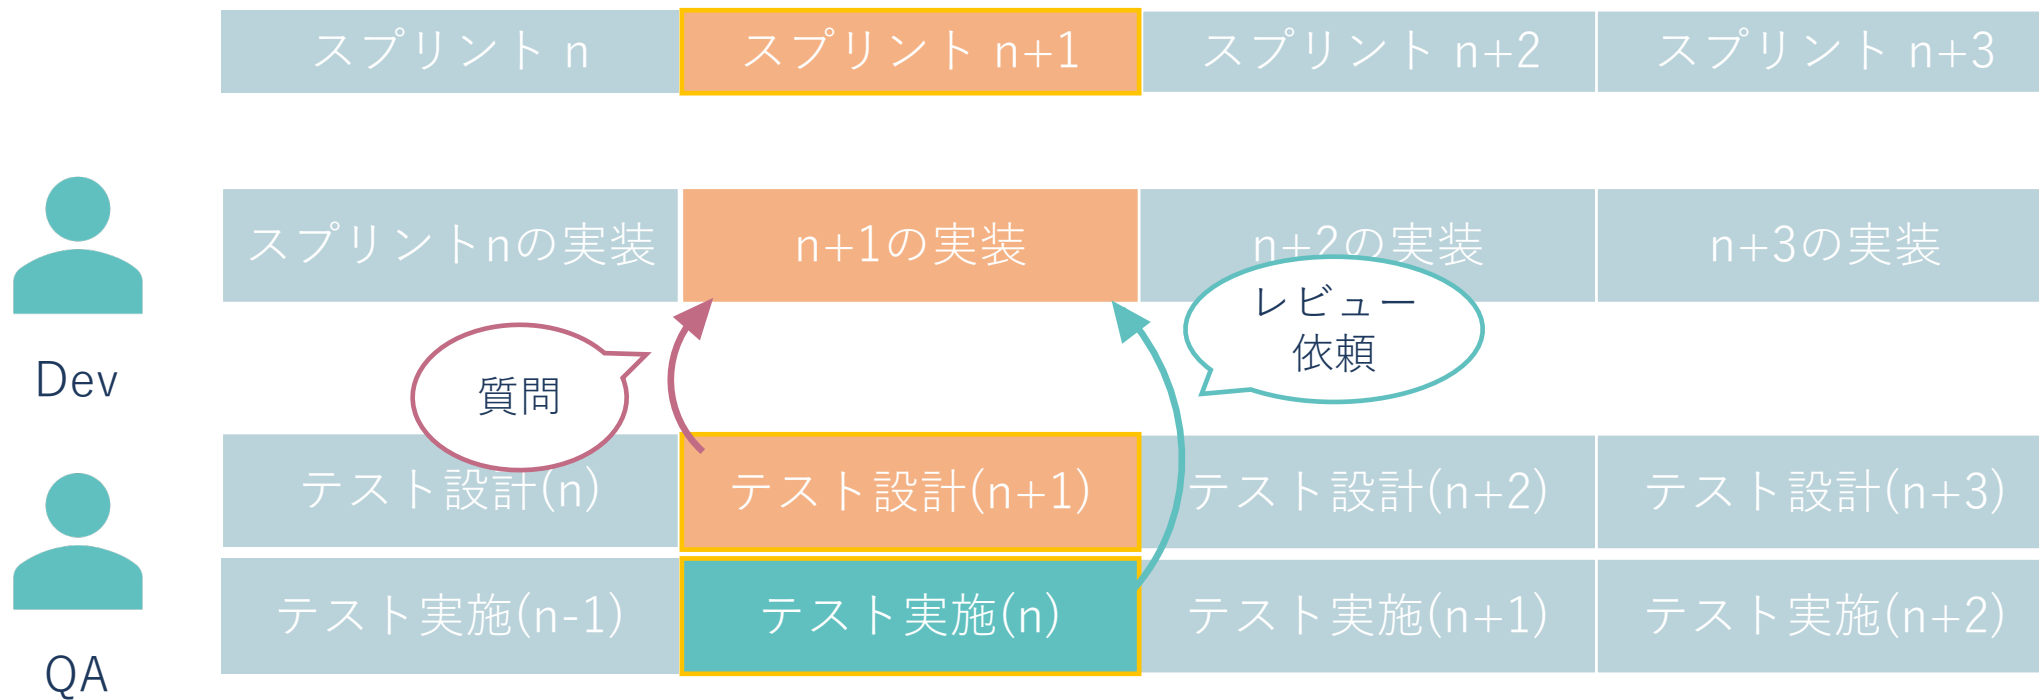 スプリント n
スプリント n+1
スプリント n+2
スプリント n+3
Dev
スプリントnの実装
n+1の実装
n+2の実装
n+3の実装
質問
レビュー
依頼
QA
テスト設計(n)
テスト設計(n+1)
テスト設計(n+2)
テスト設計(n+3)
テスト実施(n-1)
テスト実施(n)
テスト実施(n+1)
テスト実施(n+2)